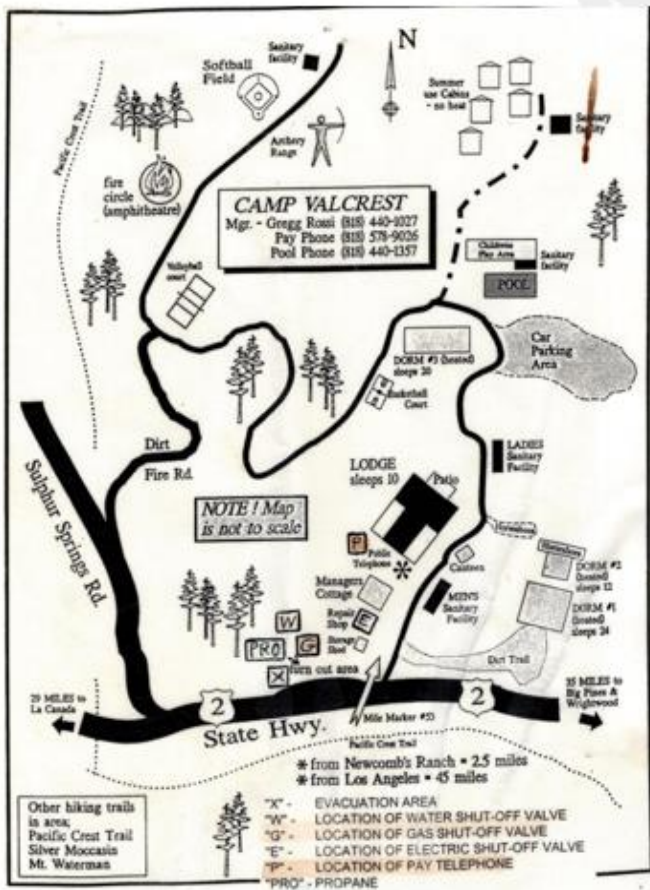 N
Softball
Field
Sanitary
facility
Summer
use Cabins
- no heat
Sanitary
facility
Pacific Crest Trail
Archery
Range
fire
circle
(amphitheatre)
CAMP VALCREST
Mgr. - Gregg Rossi (818) 440-1027
Pay Phone (818) 578-9026
Pool Phone (818) 440-1357
Volleyball
court
Childrens
Play Area
Sanitary
facility
POOL
Car
Parking
Area
DORM #3 (heated)
sleeps 20
Basketball
Court
Dirt
Fire Rd.
Sulphur Springs Rd.
LODGE
sleeps 10
Patio
LADIES
Sanitary
Facility
NOTE ! Map
is not to scale
P
Public
Telephone
*
Canteen
DORM #2
(heated)
sleeps 12
Managers
Cottage
MEN'S
Sanitary
Facility
DORM #1
(heated)
sleeps 24
W
Repair
Shop
E
PRO
G
Storage
Shed
turn out area
X
Dirt Trail
29 MILES to
La Canada
2
State Hwy.
2
35 MILES to
Big Pines &
Wrightwood
Mile Marker #53
Pacific Crest Trail
* from Newcomb's Ranch = 2.5 miles
* from Los Angeles = 45 miles
Other hiking trails
in area;
Pacific Crest Trail
Silver Moccasin
Mt. Waterman
"X" - EVACUATION AREA
"W" - LOCATION OF WATER SHUT-OFF VALVE
"G" - LOCATION OF GAS SHUT-OFF VALVE
"E" - LOCATION OF ELECTRIC SHUT-OFF VALVE
"P" - LOCATION OF PAY TELEPHONE
"PRO" - PROPANE